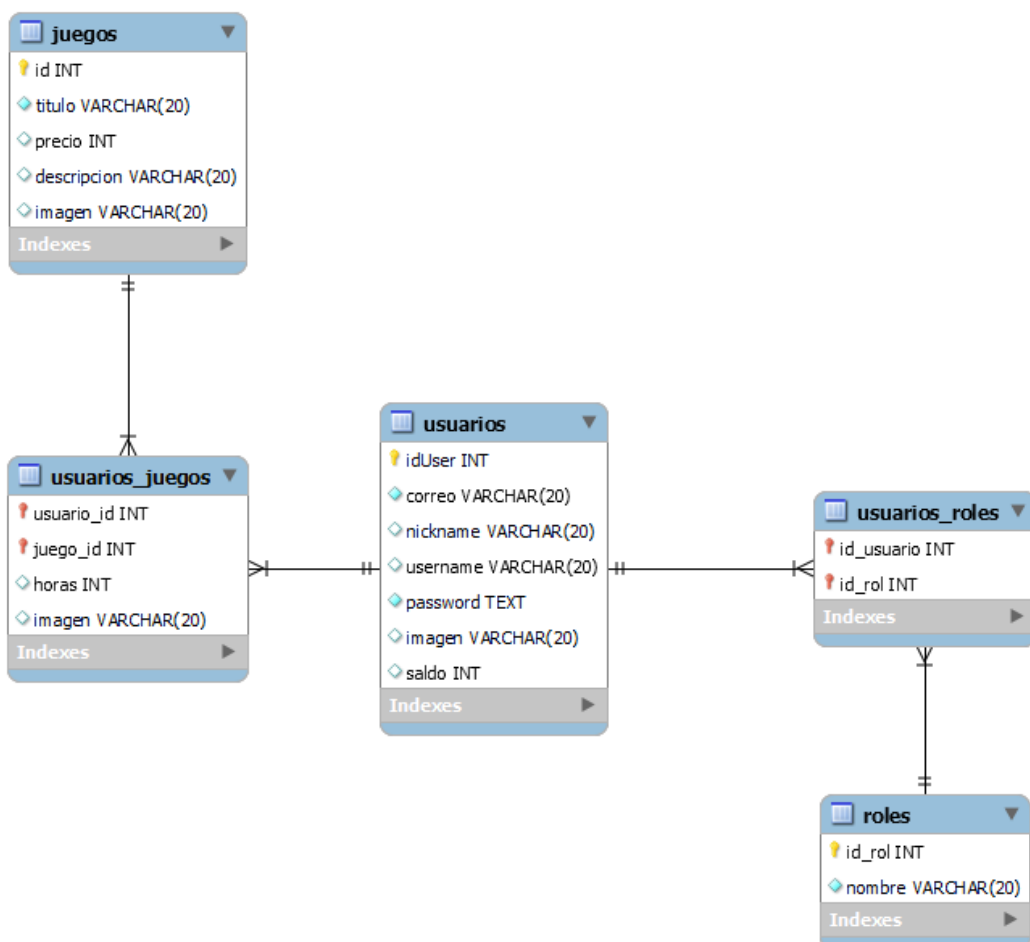 juegos
id INT
titulo VARCHAR(20)
precio INT
descripcion VARCHAR(20)
imagen VARCHAR(20)
Indexes
usuarios_juegos
usuario_id INT
juego_id INT
horas INT
imagen VARCHAR(20)
Indexes
usuarios
idUser INT
correo VARCHAR(20)
nickname VARCHAR(20)
username VARCHAR(20)
password TEXT
imagen VARCHAR(20)
saldo INT
Indexes
usuarios_roles
id_usuario INT
id_rol INT
Indexes
roles
id_rol INT
nombre VARCHAR(20)
Indexes